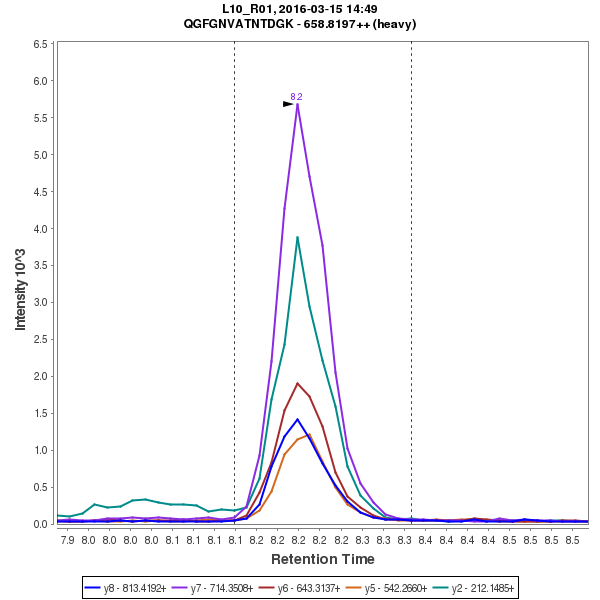 L10_R01, 2016-03-15 14:49
QGFGNVATNTDGK - 658.8197++ (heavy)
6.5
6.0
5.5
5.0
4.5
4.0
3.5
3.0
2.5
2.0
1.5
1.0
0.5
0.0
Intensity 10^3
8.2
7.9 8.0 8.0 8.0 8.0 8.1 8.1 8.1 8.2 8.2 8.2 8.2 8.2 8.2 8.3 8.3 8.3 8.4 8.4 8.4 8.4 8.5 8.5 8.5 8.5
Retention Time
y8 - 813.4192+ y7 - 714.3508+ y6 - 643.3137+ y5 - 542.2660+ y2 - 212.1485+